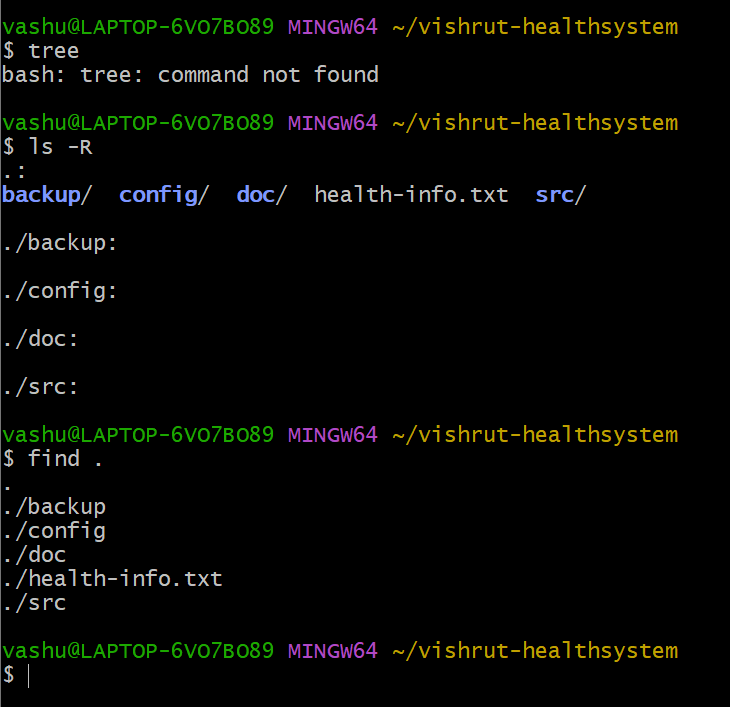 vashu@LAPTOP-6VO7BO89 MINGW64 ~/vishrut-healthsystem
$ tree
bash: tree: command not found
vashu@LAPTOP-6VO7BO89 MINGW64 ~/vishrut-healthsystem
$ ls -R
.:
backup/  config/  doc/  health-info.txt  src/
./backup:
./config:
./doc:
./src:
vashu@LAPTOP-6VO7BO89 MINGW64 ~/vishrut-healthsystem
$ find .
.
./backup
./config
./doc
./health-info.txt
./src
vashu@LAPTOP-6VO7BO89 MINGW64 ~/vishrut-healthsystem
$